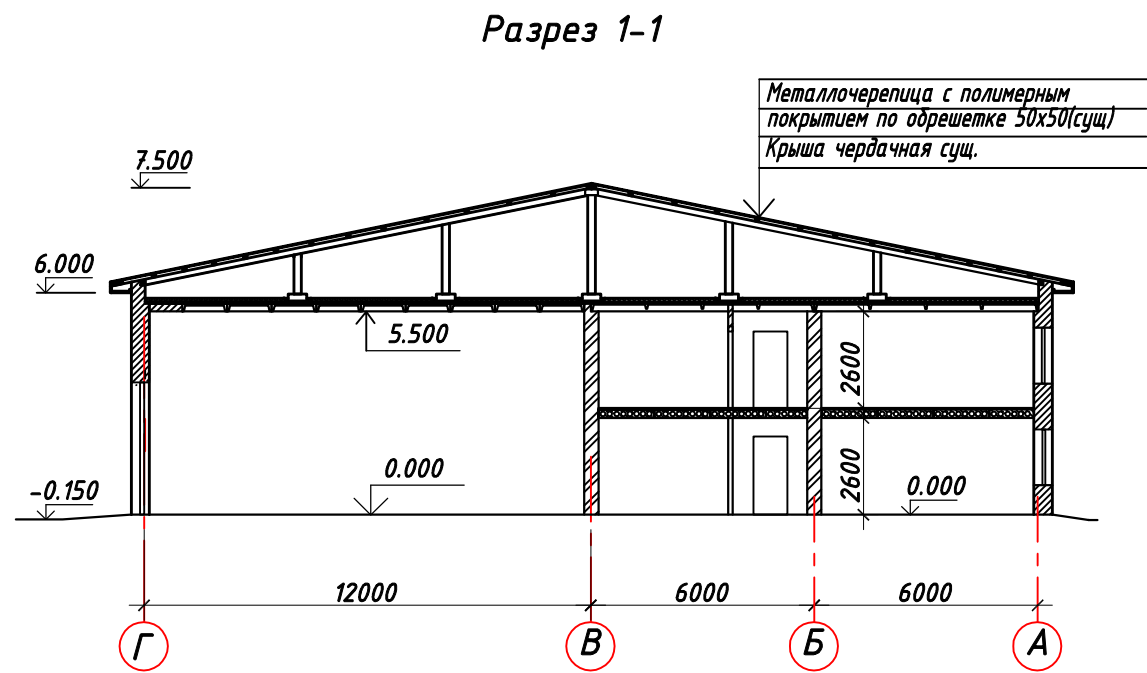 Разрез 1-1
Металлочерепица с полимерным
покрытием по обрешетке 50х50(сущ)
Крыша чердачная сущ.
7.500
6.000
5.500
2600
0.000
2600
0.000
-0.150
12000
6000
6000
Г
В
Б
А